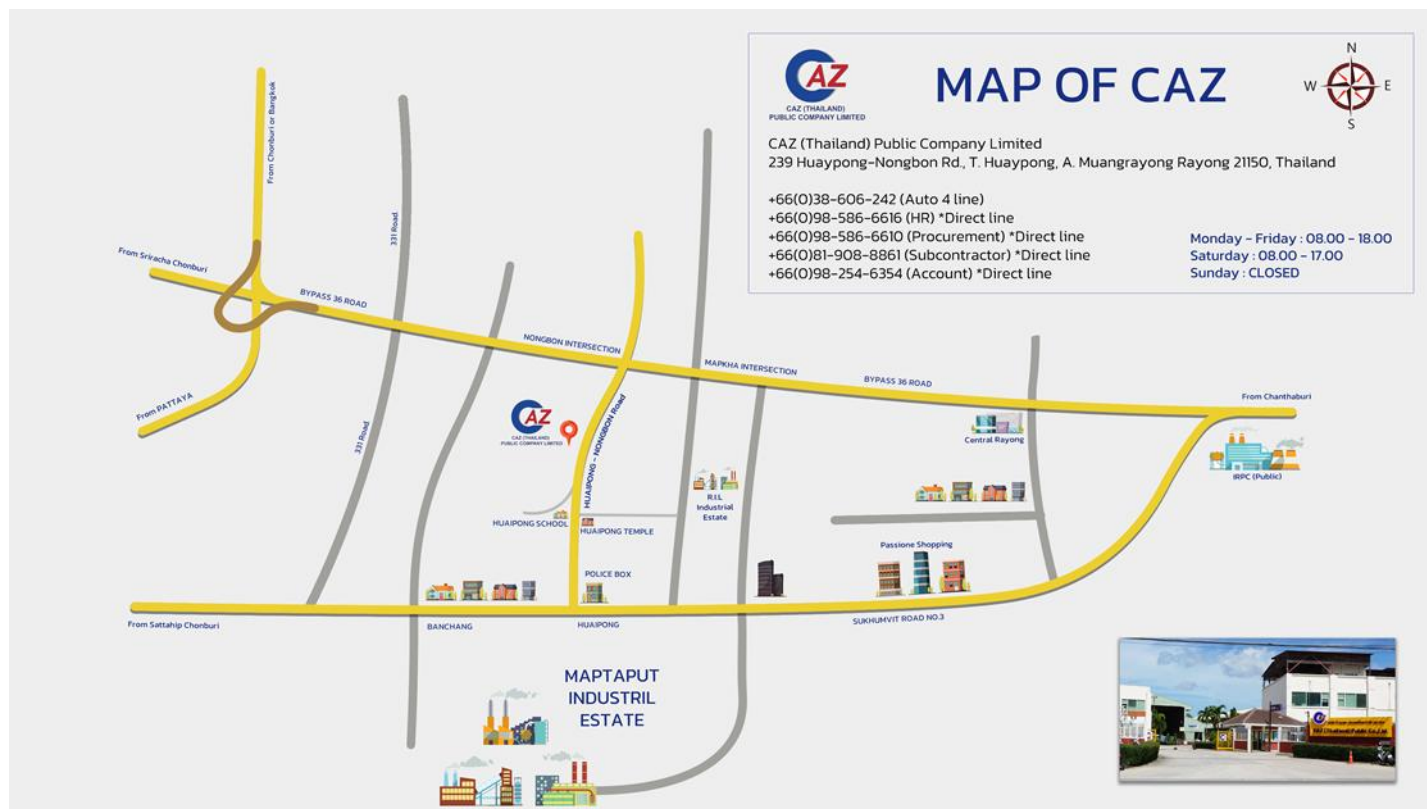 CAZ
CAZ (THAILAND)
PUBLIC COMPANY LIMITED
MAP OF CAZ
N
W E
S
CAZ (Thailand) Public Company Limited
239 Huaypong-Nongbon Rd., T. Huaypong, A. Muangrayong Rayong 21150, Thailand
+66(0)38-606-242 (Auto 4 line)
+66(0)98-586-6616 (HR) *Direct line
+66(0)98-586-6610 (Procurement) *Direct line
+66(0)81-908-8861 (Subcontractor) *Direct line
+66(0)98-254-6354 (Account) *Direct line
Monday - Friday : 08.00 - 18.00
Saturday : 08.00 - 17.00
Sunday : CLOSED
From Chonburi or Bangkok
331 Road
From Sriracha Chonburi
BYPASS 36 ROAD
NONGBON INTERSECTION
MAPKHA INTERSECTION
BYPASS 36 ROAD
From PATTAYA
331 Road
CAZ
CAZ (THAILAND)
PUBLIC COMPANY LIMITED
HUAIPONG - NONGBON Road
From Chanthaburi
Central Rayong
IRPC (Public)
R.I.L
Industrial
Estate
HUAIPONG SCHOOL
HUAIPONG TEMPLE
Passione Shopping
POLICE BOX
From Sattahip Chonburi
BANCHANG
HUAIPONG
SUKHUMVIT ROAD NO.3
MAPTAPUT
INDUSTRIL
ESTATE